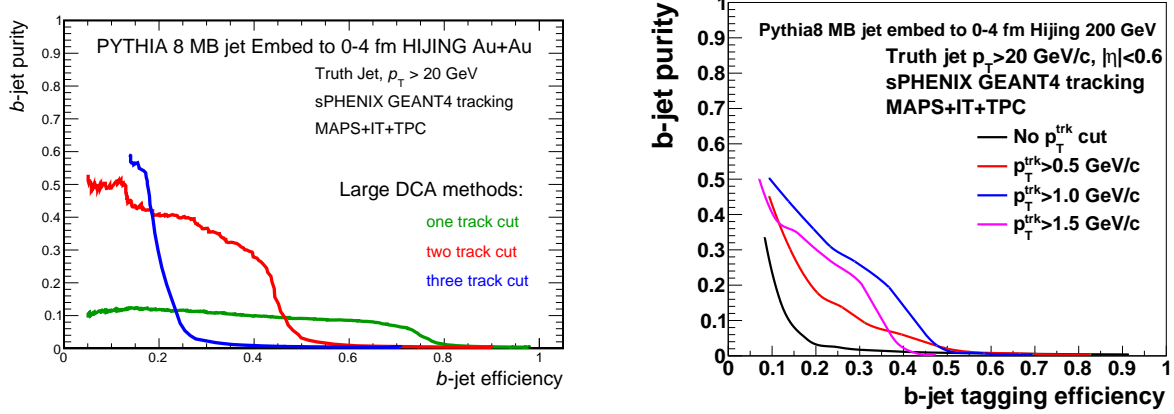 PYTHIA 8 MB jet Embed to 0-4 fm HIJING Au+Au
Truth Jet, p_T > 20 GeV
sPHENIX GEANT4 tracking
MAPS+IT+TPC
Large DCA methods:
one track cut
two track cut
three track cut
b-jet purity
1
0.9
0.8
0.7
0.6
0.5
0.4
0.3
0.2
0.1
0
0 0.2 0.4 0.6 0.8 1
b-jet efficiency
Pythia8 MB jet embed to 0-4 fm Hijing 200 GeV
Truth jet p_T>20 GeV/c, |η|<0.6
sPHENIX GEANT4 tracking
MAPS+IT+TPC
No p_T^trk cut
p_T^trk>0.5 GeV/c
p_T^trk>1.0 GeV/c
p_T^trk>1.5 GeV/c
b-jet purity
1
0.9
0.8
0.7
0.6
0.5
0.4
0.3
0.2
0.1
0
0 0.1 0.2 0.3 0.4 0.5 0.6 0.7 0.8 0.9 1
b-jet tagging efficiency